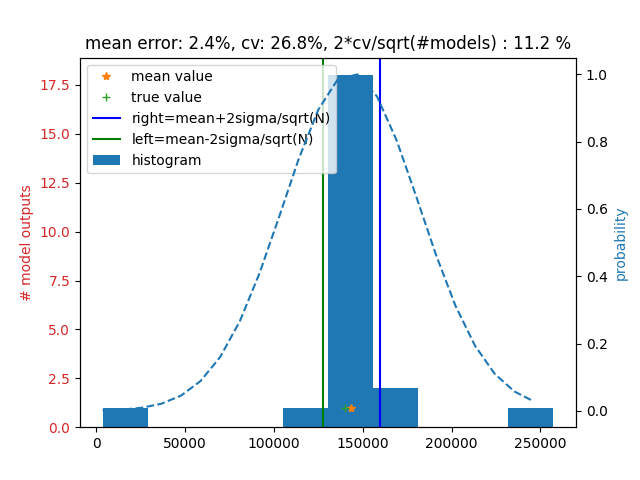 mean error: 2.4%, cv: 26.8%, 2*cv/sqrt(#models) : 11.2 %
mean value
true value
right=mean+2sigma/sqrt(N)
left=mean-2sigma/sqrt(N)
histogram
17.5
15.0
12.5
10.0
7.5
5.0
2.5
0.0
# model outputs
1.0
0.8
0.6
0.4
0.2
0.0
probability
0 50000 100000 150000 200000 250000